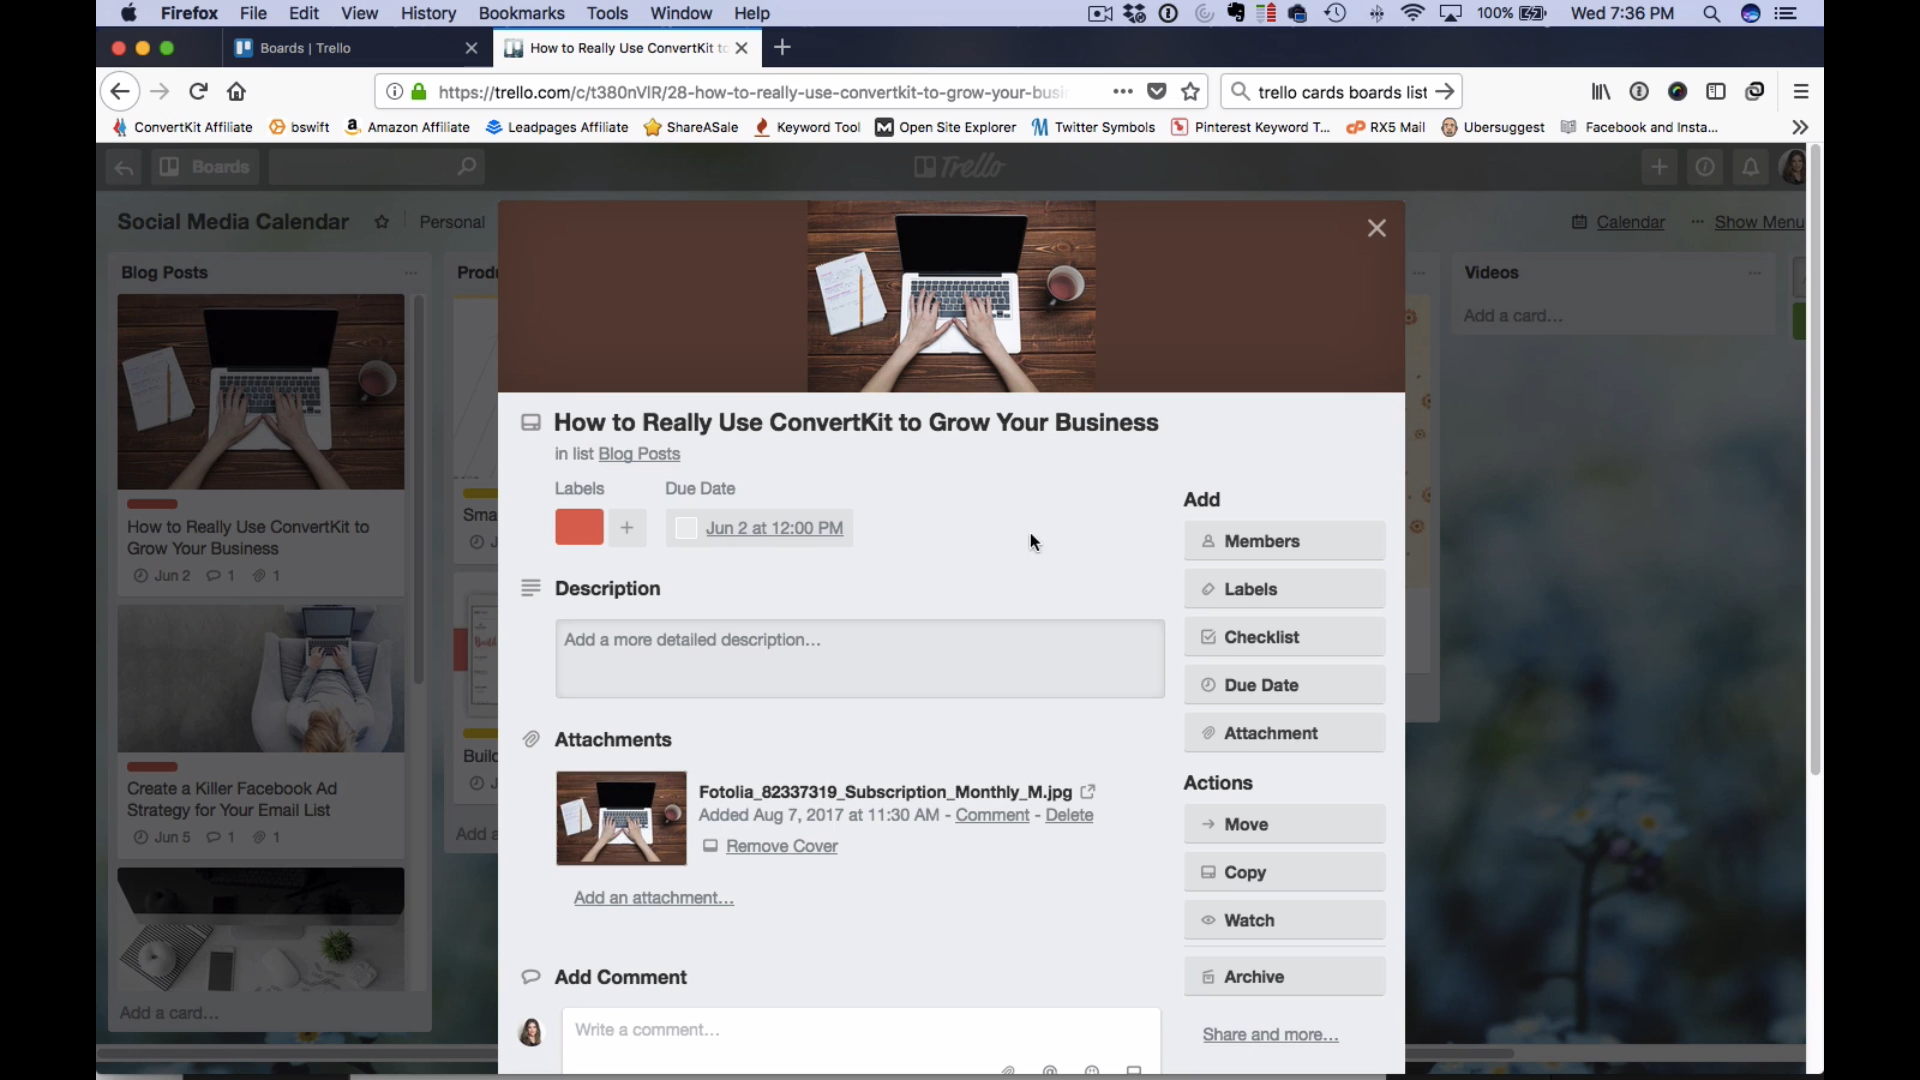 Firefox File Edit View History Bookmarks Tools Window Help
100% Wed 7:36 PM
Boards | Trello
How to Really Use ConvertKit to
https://trello.com/c/t380nVlR/28-how-to-really-use-convertkit-to-grow-your-busi
trello cards boards list
ConvertKit Affiliate bswift Amazon Affiliate Leadpages Affiliate ShareASale Keyword Tool Open Site Explorer Twitter Symbols Pinterest Keyword T... RX5 Mail Ubersuggest Facebook and Insta...
Boards
Trello
Social Media Calendar
Personal
Calendar
Show Menu
Blog Posts
How to Really Use ConvertKit to
Grow Your Business
Jun 2 1 1
Create a Killer Facebook Ad
Strategy for Your Email List
Jun 5 1 1
Add a card...
Produ
Sma
J
Build
J
Add a
Videos
Add a card...
How to Really Use ConvertKit to Grow Your Business
in list Blog Posts
Labels
Due Date
Jun 2 at 12:00 PM
Description
Add a more detailed description...
Attachments
Fotolia_82337319_Subscription_Monthly_M.jpg
Added Aug 7, 2017 at 11:30 AM - Comment - Delete
Remove Cover
Add an attachment...
Add Comment
Write a comment...
Add
Members
Labels
Checklist
Due Date
Attachment
Actions
Move
Copy
Watch
Archive
Share and more...